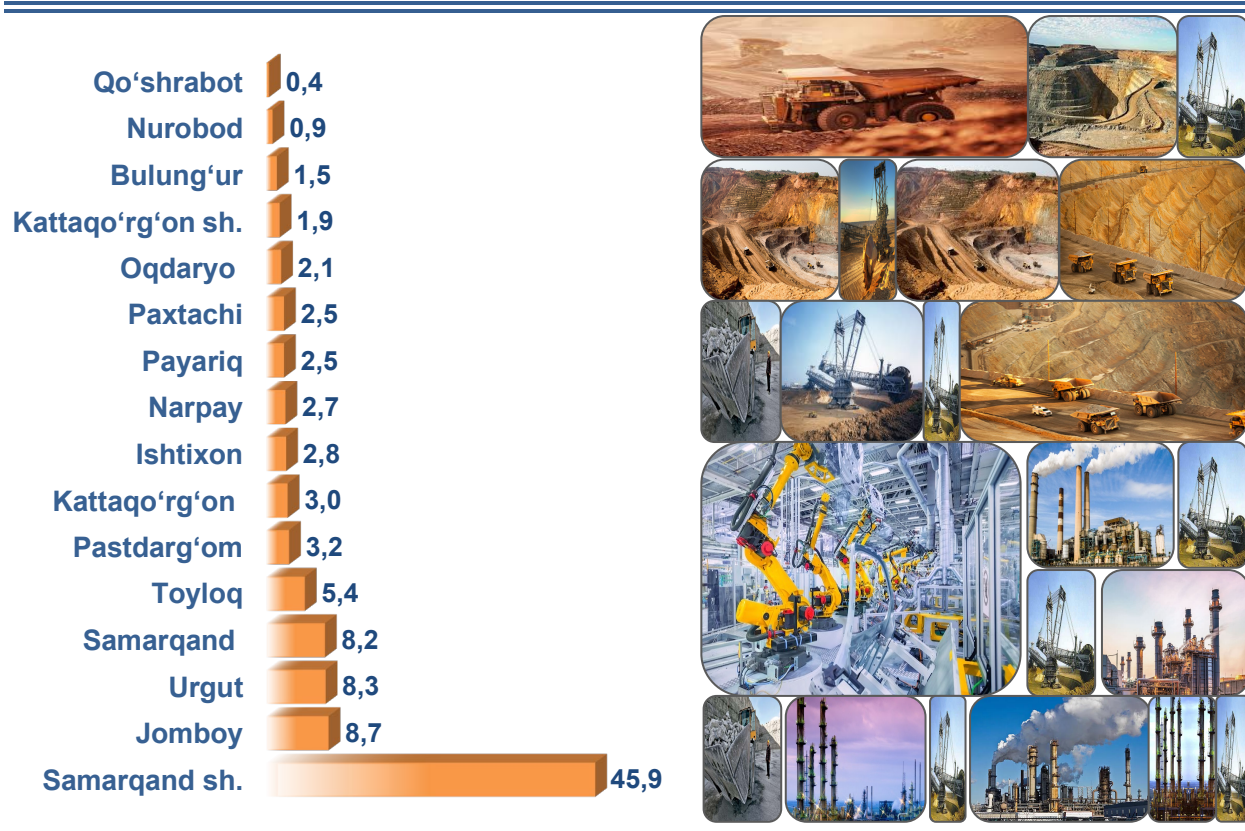 Qo‘shrabot 0,4
Nurobod 0,9
Bulung‘ur 1,5
Kattaqo‘rg‘on sh. 1,9
Oqdaryo 2,1
Paxtachi 2,5
Payariq 2,5
Narpay 2,7
Ishtixon 2,8
Kattaqo‘rg‘on 3,0
Pastdarg‘om 3,2
Toyloq 5,4
Samarqand 8,2
Urgut 8,3
Jomboy 8,7
Samarqand sh. 45,9